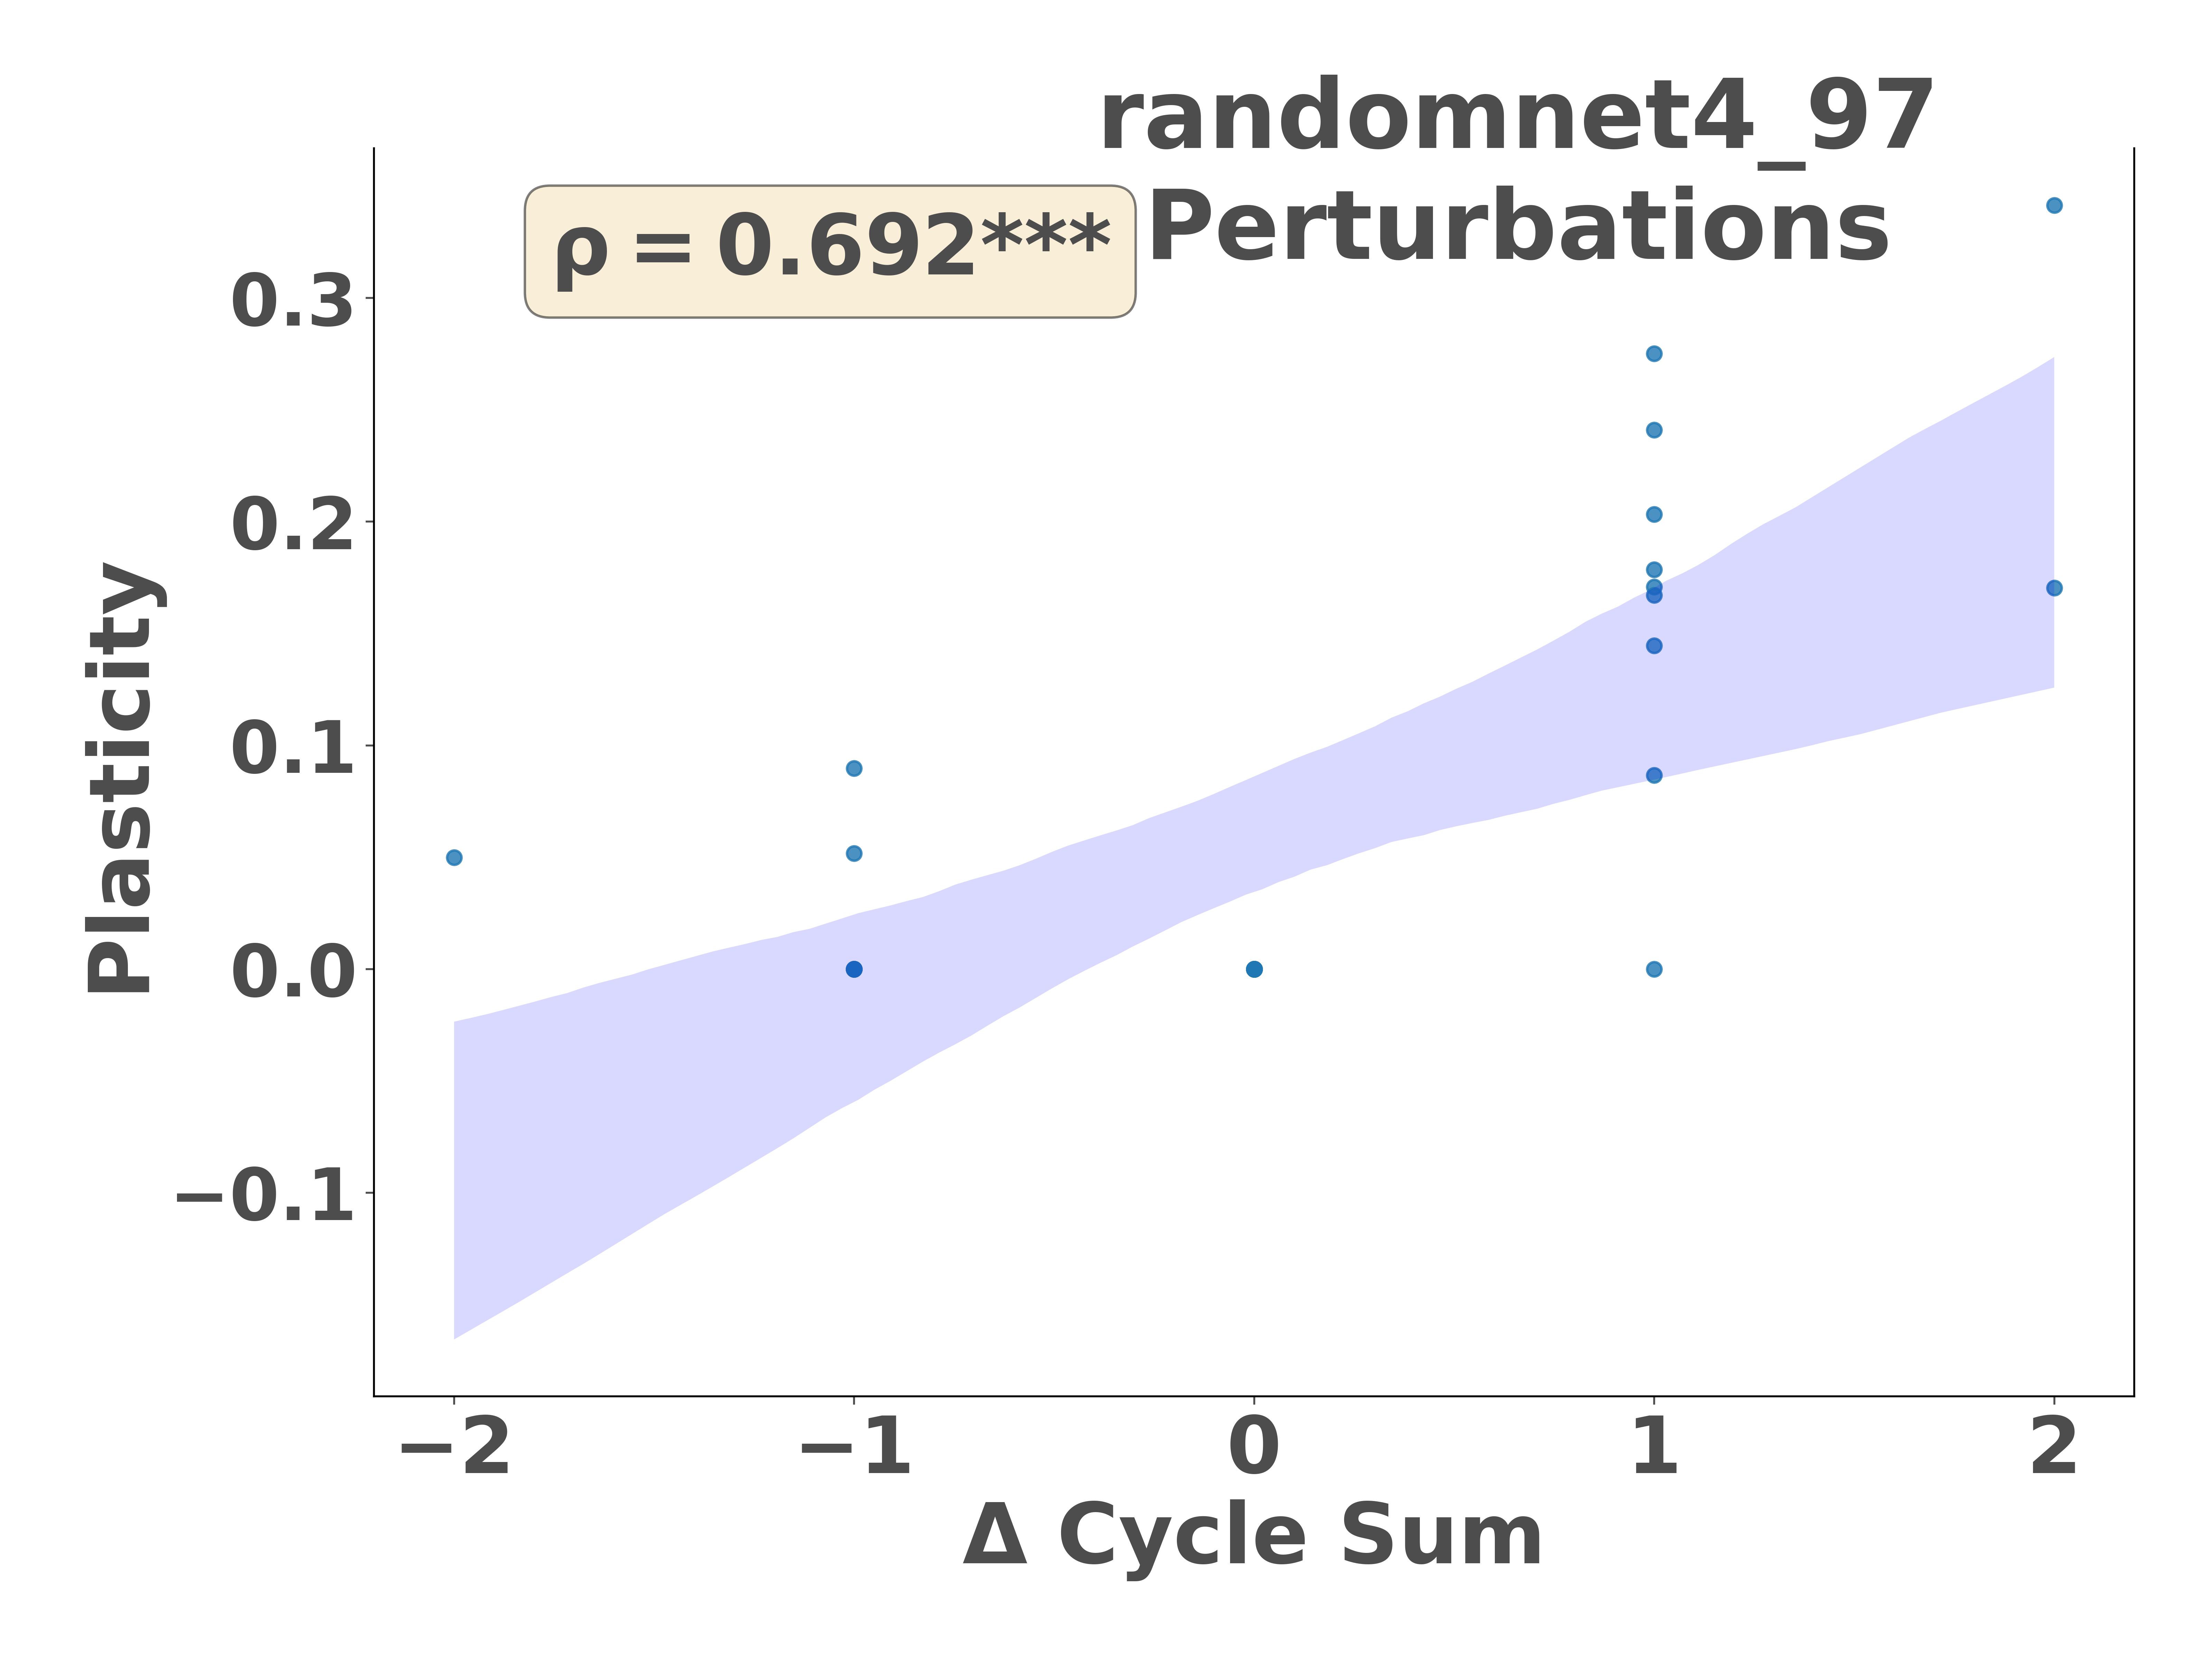 randomnet4_97
Perturbations
ρ = 0.692***
0.3
0.2
0.1
0.0
−0.1
Plasticity
−2
−1
0
1
2
Δ Cycle Sum